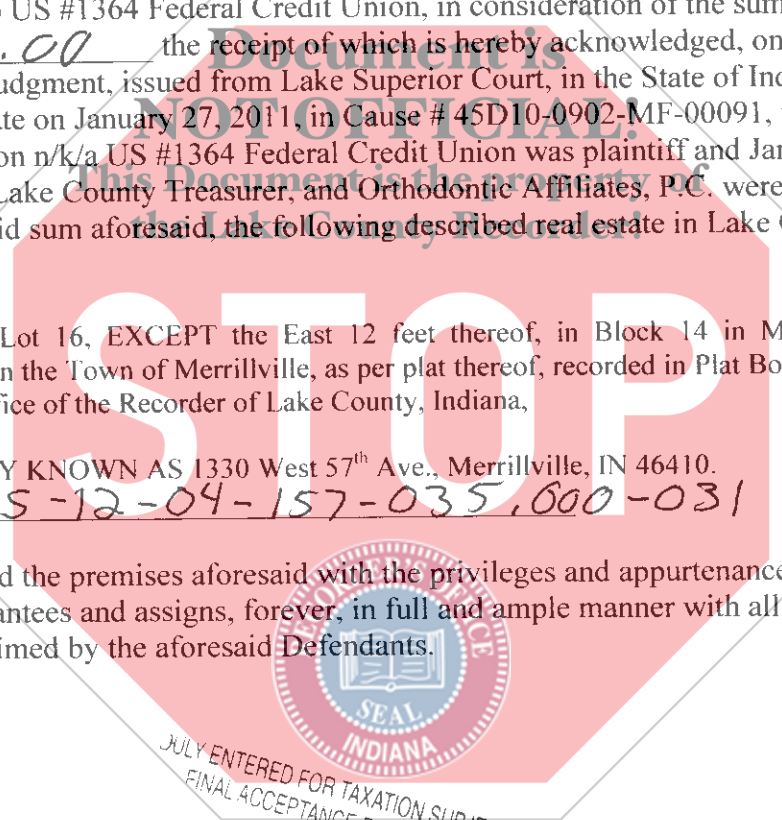 US #1364 Federal Credit Union, in consideration of the sum
.00 the receipt of which is hereby acknowledged, on
udgment, issued from Lake Superior Court, in the State of Ind
te on January 27, 2011, in Cause # 45D10-0902-MF-00091,
on n/k/a US #1364 Federal Credit Union was plaintiff and Jan
Lake County Treasurer, and Orthodontic Affiliates, P.C. were
id sum aforesaid, the following described real estate in Lake C
Document is
NOT OFFICIAL!
This Document is the property of
the Lake County Recorder!
STOP
Lot 16, EXCEPT the East 12 feet thereof, in Block 14 in M
n the Town of Merrillville, as per plat thereof, recorded in Plat Bo
fice of the Recorder of Lake County, Indiana,
Y KNOWN AS 1330 West 57th Ave., Merrillville, IN 46410.
5-12-04-157-035.000-031
d the premises aforesaid with the privileges and appurtenance
antees and assigns, forever, in full and ample manner with all
imed by the aforesaid Defendants.
RECORDER'S OFFICE
SEAL
INDIANA
DULY ENTERED FOR TAXATION SUBJE
FINAL ACCEPTANCE